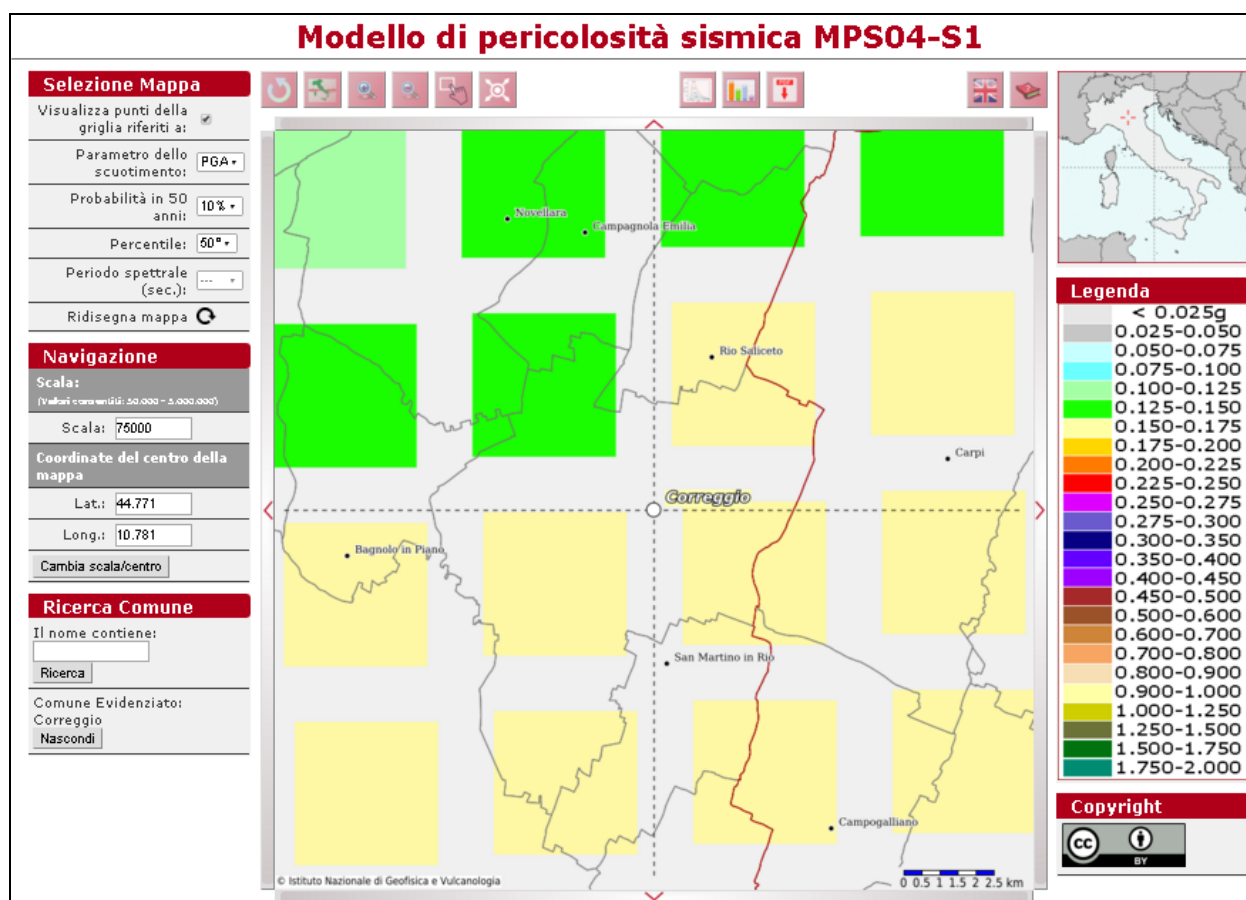 Modello di pericolosità sismica MPS04-S1
Selezione Mappa
Visualizza punti della
griglia riferiti a:
Parametro dello
scuotimento:
PGA
Probabilità in 50
anni:
10%
Percentile:
50°
Periodo spettrale
(sec.):
---
Ridisegna mappa
Navigazione
Scala:
(Valori consentiti: 50.000 - 5.000.000)
Scala: 75000
Coordinate del centro della
mappa
Lat.: 44.771
Long.: 10.781
Cambia scala/centro
Ricerca Comune
Il nome contiene:
Ricerca
Comune Evidenziato:
Correggio
Nascondi
Novellara
Campagnola Emilia
Rio Saliceto
Carpi
Correggio
Bagnolo in Piano
San Martino in Rio
Campogalliano
© Istituto Nazionale di Geofisica e Vulcanologia
0 0.5 1 1.5 2 2.5 km
Legenda
< 0.025g
0.025-0.050
0.050-0.075
0.075-0.100
0.100-0.125
0.125-0.150
0.150-0.175
0.175-0.200
0.200-0.225
0.225-0.250
0.250-0.275
0.275-0.300
0.300-0.350
0.350-0.400
0.400-0.450
0.450-0.500
0.500-0.600
0.600-0.700
0.700-0.800
0.800-0.900
0.900-1.000
1.000-1.250
1.250-1.500
1.500-1.750
1.750-2.000
Copyright
cc
BY